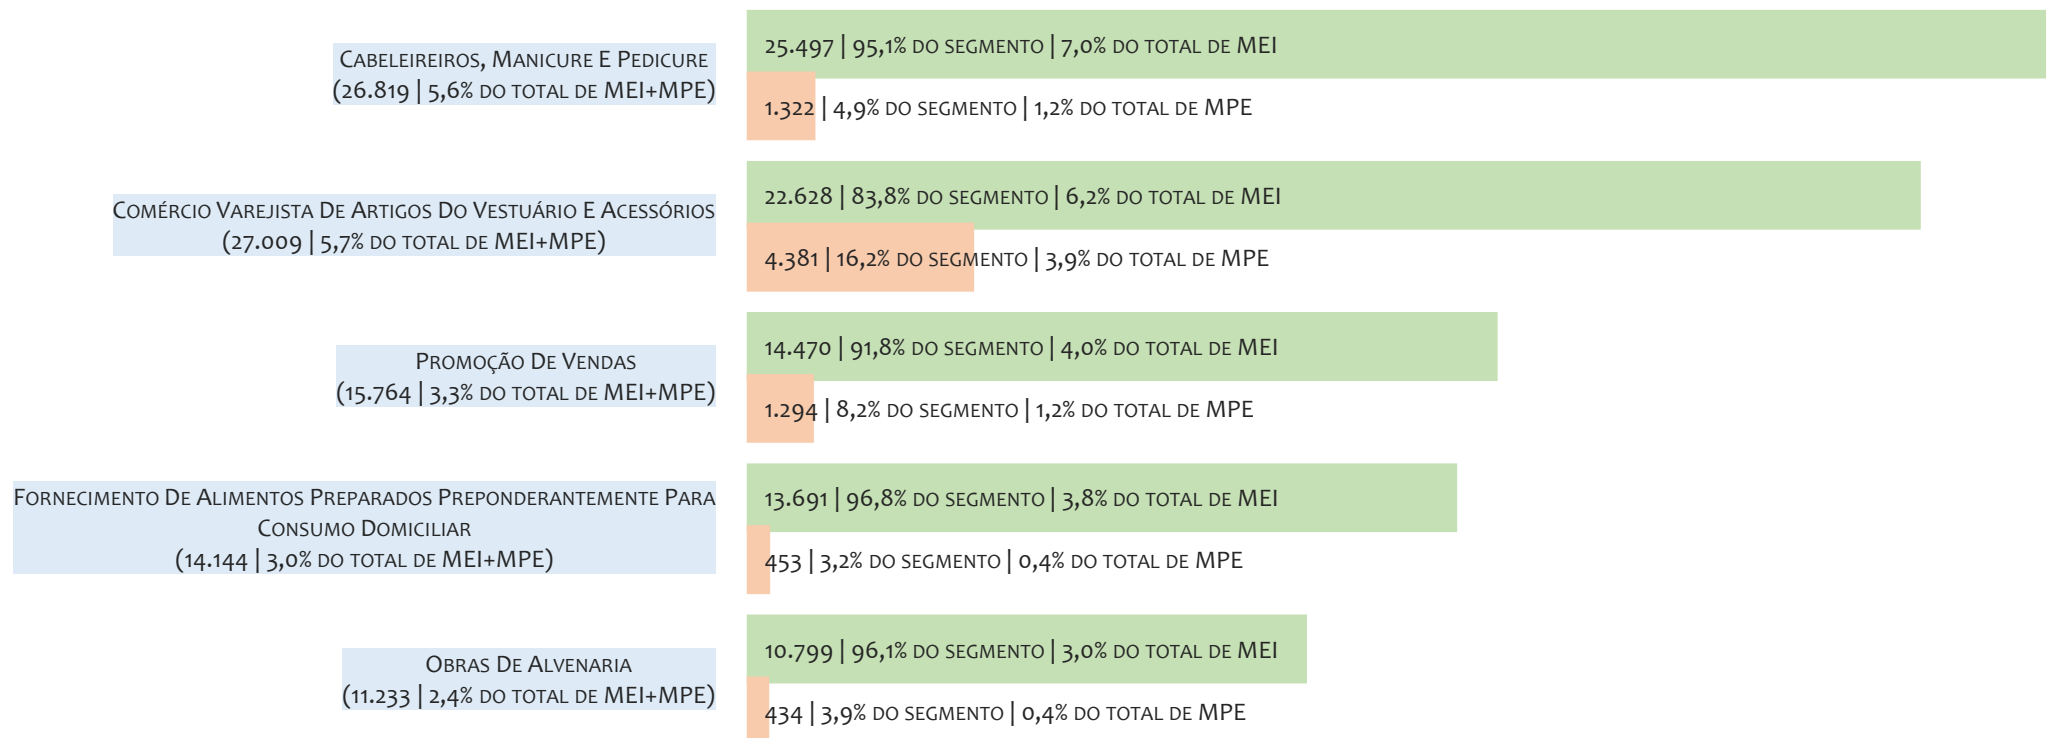 Cabeleireiros, Manicure E Pedicure
(26.819 | 5,6% do total de MEI+MPE)
25.497 | 95,1% do segmento | 7,0% do total de MEI
1.322 | 4,9% do segmento | 1,2% do total de MPE
Comércio Varejista De Artigos Do Vestuário E Acessórios
(27.009 | 5,7% do total de MEI+MPE)
22.628 | 83,8% do segmento | 6,2% do total de MEI
4.381 | 16,2% do segmento | 3,9% do total de MPE
Promoção De Vendas
(15.764 | 3,3% do total de MEI+MPE)
14.470 | 91,8% do segmento | 4,0% do total de MEI
1.294 | 8,2% do segmento | 1,2% do total de MPE
Fornecimento De Alimentos Preparados Preponderantemente Para
Consumo Domiciliar
(14.144 | 3,0% do total de MEI+MPE)
13.691 | 96,8% do segmento | 3,8% do total de MEI
453 | 3,2% do segmento | 0,4% do total de MPE
Obras De Alvenaria
(11.233 | 2,4% do total de MEI+MPE)
10.799 | 96,1% do segmento | 3,0% do total de MEI
434 | 3,9% do segmento | 0,4% do total de MPE